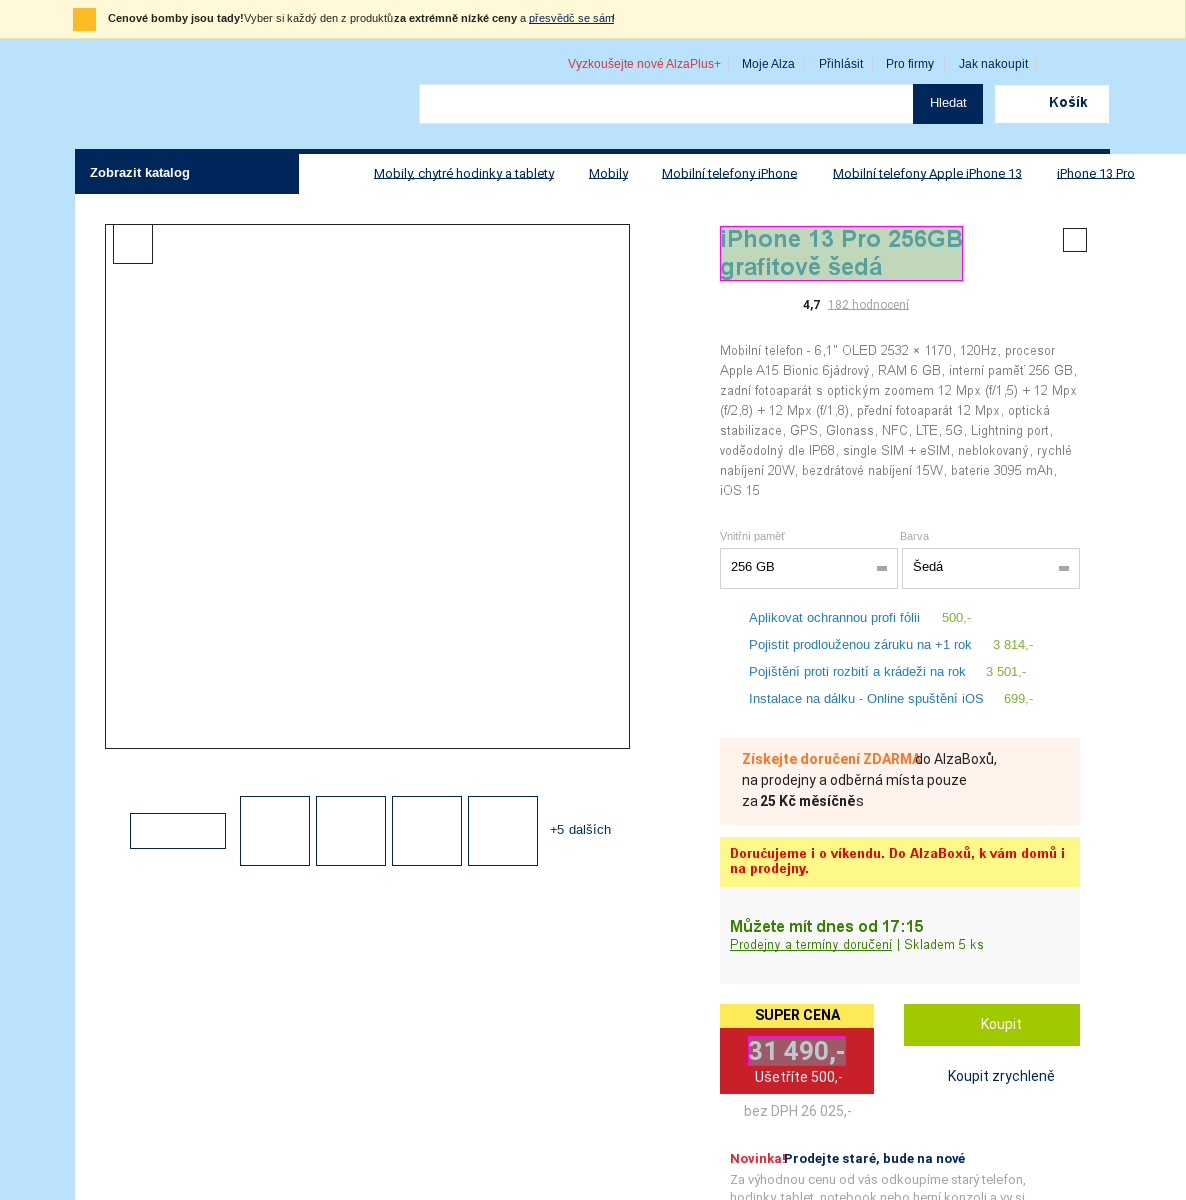 Cenové bomby jsou tady! Vyber si každý den z produktů za extrémně nízké ceny a přesvědč se sám!
Vyzkoušejte nové AlzaPlus+ Moje Alza Přihlásit Pro firmy Jak nakoupit
Hledat Košík
Zobrazit katalog Mobily, chytré hodinky a tablety Mobily Mobilní telefony iPhone Mobilní telefony Apple iPhone 13 iPhone 13 Pro
iPhone 13 Pro 256GB
grafitově šedá
4,7 182 hodnocení
Mobilní telefon - 6,1" OLED 2532 × 1170, 120Hz, procesor
Apple A15 Bionic 6jádrový, RAM 6 GB, interní paměť 256 GB,
zadní fotoaparát s optickým zoomem 12 Mpx (f/1,5) + 12 Mpx
(f/2,8) + 12 Mpx (f/1,8), přední fotoaparát 12 Mpx, optická
stabilizace, GPS, Glonass, NFC, LTE, 5G, Lightning port,
voděodolný dle IP68, single SIM + eSIM, neblokovaný, rychlé
nabíjení 20W, bezdrátové nabíjení 15W, baterie 3095 mAh,
iOS 15
Vnitřní paměť Barva
256 GB Šedá
Aplikovat ochrannou profi fólii 500,-
Pojistit prodlouženou záruku na +1 rok 3 814,-
Pojištění proti rozbití a krádeži na rok 3 501,-
Instalace na dálku - Online spuštění iOS 699,-
Získejte doručení ZDARMA do AlzaBoxů,
na prodejny a odběrná místa pouze
za 25 Kč měsíčně s
+5 dalších
Doručujeme i o víkendu. Do AlzaBoxů, k vám domů i
na prodejny.
Můžete mít dnes od 17:15
Prodejny a termíny doručení | Skladem 5 ks
SUPER CENA
31 490,-
Ušetříte 500,-
bez DPH 26 025,-
Koupit
Koupit zrychleně
Novinka! Prodejte staré, bude na nové
Za výhodnou cenu od vás odkoupíme starý telefon,
hodinky, tablet, notebook nebo herní konzoli a vy si